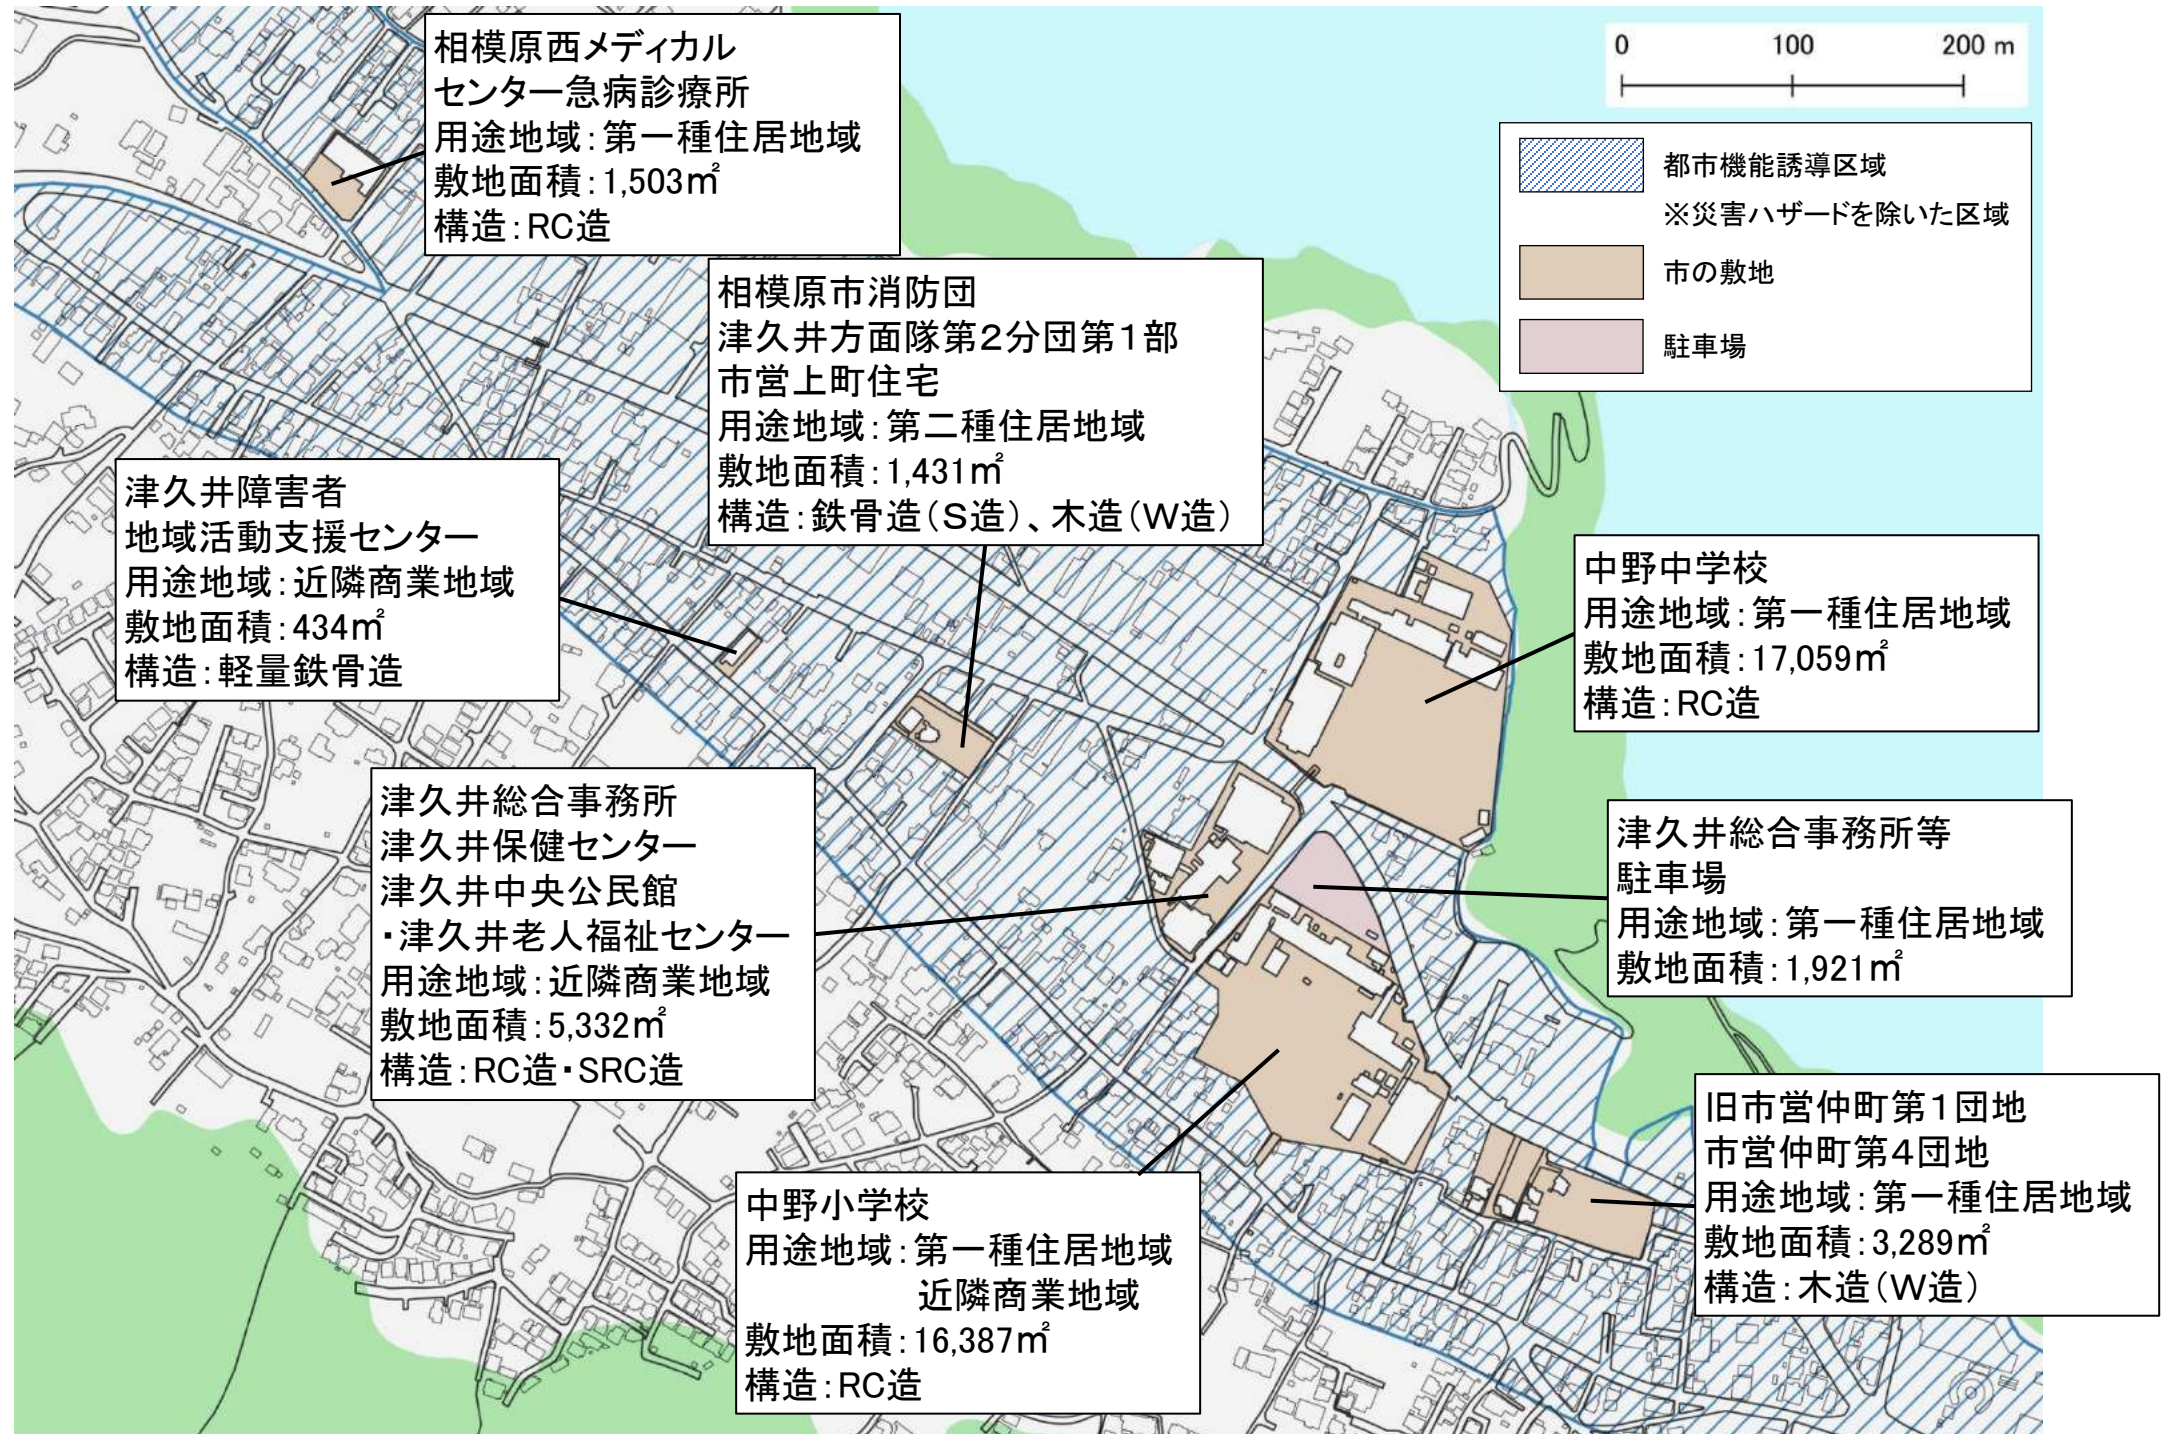 相模原西メディカル
センター急病診療所
用途地域：第一種住居地域
敷地面積：1,503㎡
構造：RC造
0 100 200 m
都市機能誘導区域
※災害ハザードを除いた区域
市の敷地
駐車場
相模原市消防団
津久井方面隊第2分団第1部
市営上町住宅
用途地域：第二種住居地域
敷地面積：1,431㎡
構造：鉄骨造（S造）、木造（W造）
津久井障害者
地域活動支援センター
用途地域：近隣商業地域
敷地面積：434㎡
構造：軽量鉄骨造
中野中学校
用途地域：第一種住居地域
敷地面積：17,059㎡
構造：RC造
津久井総合事務所
津久井保健センター
津久井中央公民館
・津久井老人福祉センター
用途地域：近隣商業地域
敷地面積：5,332㎡
構造：RC造・SRC造
津久井総合事務所等
駐車場
用途地域：第一種住居地域
敷地面積：1,921㎡
旧市営仲町第1団地
市営仲町第4団地
用途地域：第一種住居地域
敷地面積：3,289㎡
構造：木造（W造）
中野小学校
用途地域：第一種住居地域
近隣商業地域
敷地面積：16,387㎡
構造：RC造